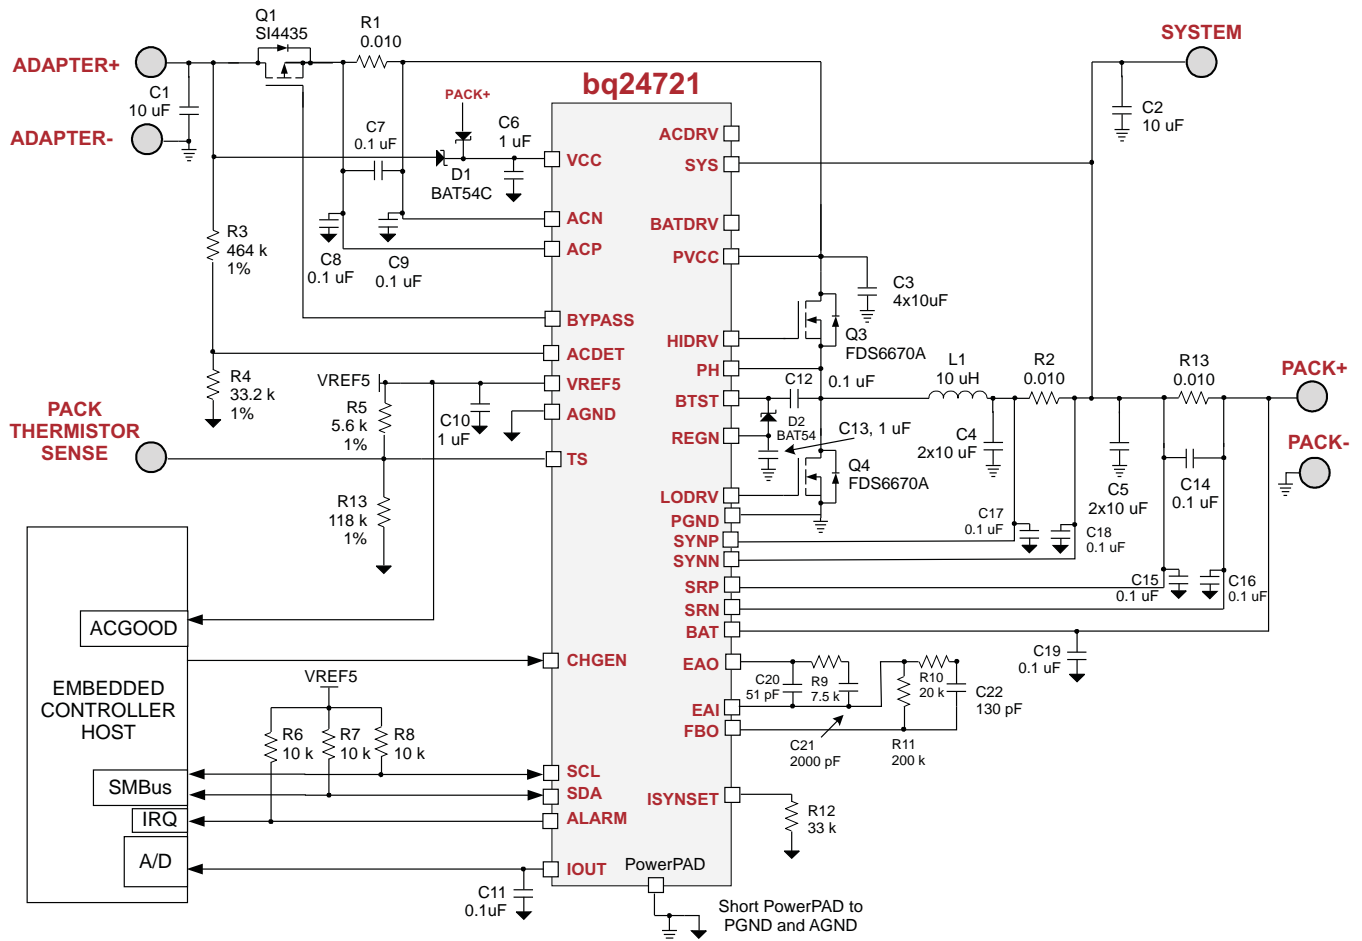 Q1
SI4435
R1
0.010
SYSTEM
ADAPTER+
C1
10 uF
ADAPTER-
bq24721
PACK+
C7
0.1 uF
C6
1 uF
C2
10 uF
D1
BAT54C
VCC
ACN
ACP
BYPASS
ACDET
VREF5
AGND
TS
CHGEN
SCL
SDA
ALARM
IOUT
PowerPAD
ACDRV
SYS
BATDRV
PVCC
HIDRV
PH
BTST
REGN
LODRV
PGND
SYNP
SYNN
SRP
SRN
BAT
EAO
EAI
FBO
ISYNSET
R3
464 k
1%
C8
0.1 uF
C9
0.1 uF
C3
4x10uF
Q3
FDS6670A
R4
33.2 k
1%
VREF5
R5
5.6 k
1%
C10
1 uF
C12
0.1 uF
D2
BAT54
C13, 1 uF
L1
10 uH
R2
0.010
R13
0.010
PACK+
PACK-
C4
2x10 uF
Q4
FDS6670A
C5
2x10 uF
C14
0.1 uF
PACK
THERMISTOR
SENSE
R13
118 k
1%
C17
0.1 uF
C18
0.1 uF
C15
0.1 uF
C16
0.1 uF
C19
0.1 uF
ACGOOD
EMBEDDED
CONTROLLER
HOST
SMBus
IRQ
A/D
VREF5
R6
10 k
R7
10 k
R8
10 k
C20
51 pF
R9
7.5 k
R10
20 k
C22
130 pF
C21
2000 pF
R11
200 k
R12
33 k
C11
0.1uF
Short PowerPAD to
PGND and AGND